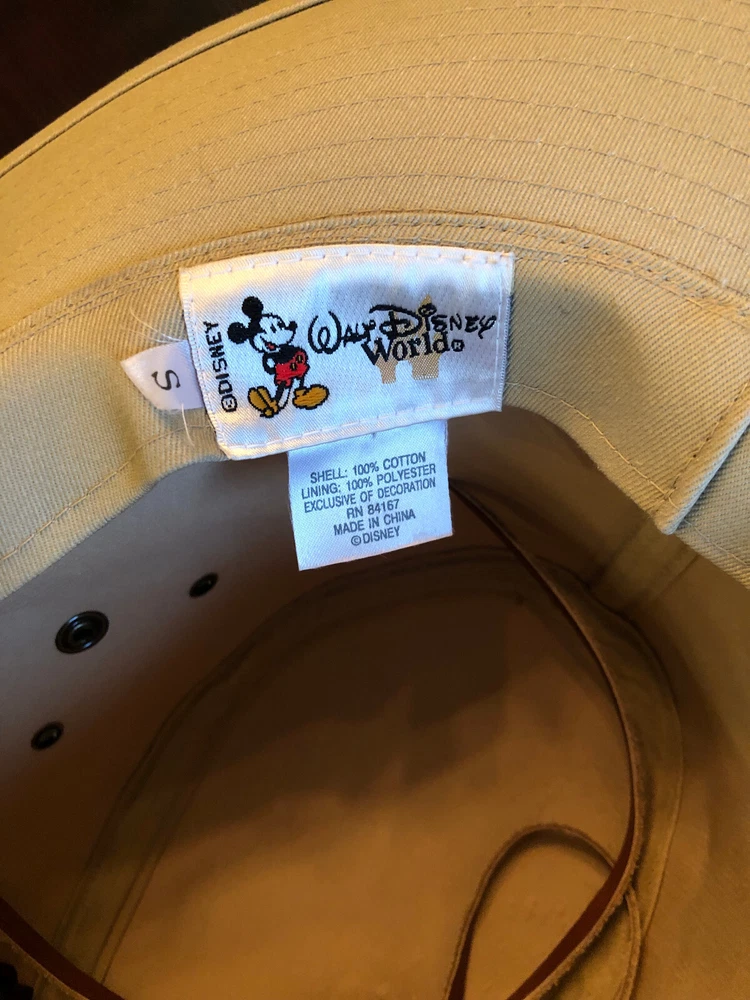 ©DISNEY
WALT DISNEY
World®
S
SHELL: 100% COTTON
LINING: 100% POLYESTER
EXCLUSIVE OF DECORATION
RN 84167
MADE IN CHINA
©DISNEY